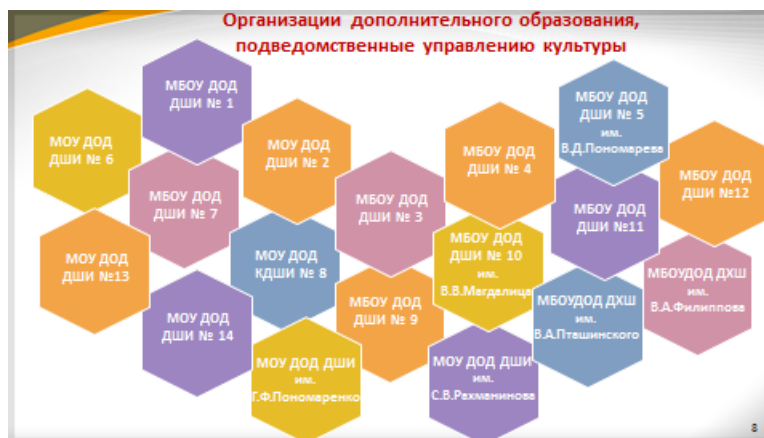 Организации дополнительного образования,
подведомственные управлению культуры
МБОУ ДОД
ДШИ № 1
МОУ ДОД
ДШИ № 6
МБОУ ДОД
ДШИ № 7
МОУ ДОД
ДШИ № 2
МБОУ ДОД
ДШИ № 3
МБОУ ДОД
ДШИ № 4
МБОУ ДОД
ДШИ № 5
им.
В.Д.Пономарева
МБОУ ДОД
ДШИ №12
МБОУ ДОД
ДШИ №11
МОУ ДОД
ДШИ №13
МОУ ДОД
КДШИ № 8
МБОУ ДОД
ДШИ № 10
им.
В.В.Магдалица
МБОУДОД ДХШ
им.
В.А.Филиппова
МОУ ДОД
ДШИ № 14
МБОУ ДОД
ДШИ № 9
МБОУДОД ДХШ
им.
В.А.Пташинского
МОУ ДОД ДШИ
им.
Г.Ф.Пономаренко
МОУ ДОД ДШИ
им.
С.В.Рахманинова
8